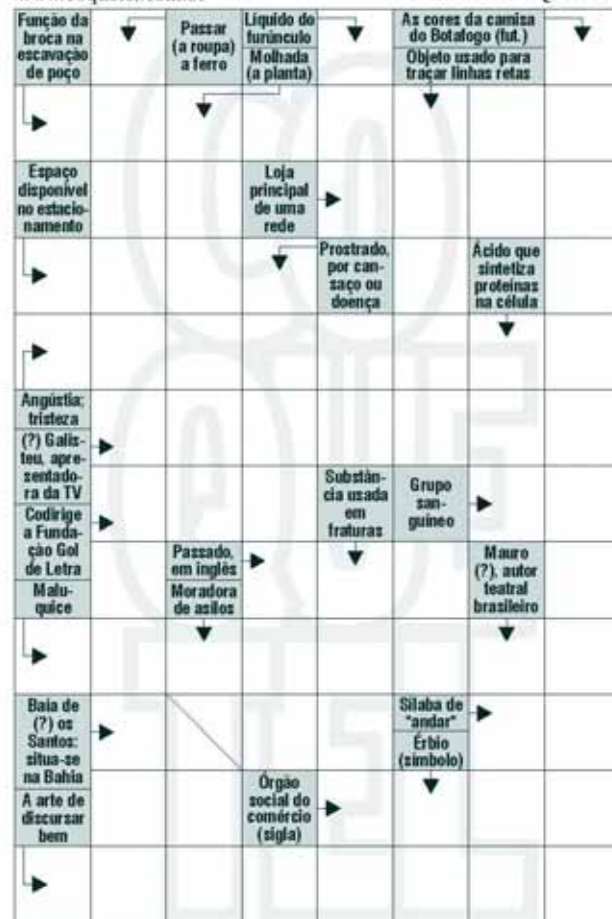 Função da
broca na
escavação
de poço
Passar
(a roupa)
a ferro
Líquido do
furúnculo
Molhada
(a planta)
As cores da camisa
do Botafogo (fut.)
Objeto usado para
traçar linhas retas
Espaço
disponível
no estacio-
namento
Loja
principal
de uma
rede
Prostrado,
por can-
saço ou
doença
Ácido que
sintetiza
proteínas
na célula
Angústia;
tristeza
(?) Galis-
teu, apre-
sentado-
ra da TV
Codirige
a Funda-
ção Gol
de Letra
Malu-
quice
Substân-
cia usada
em
fraturas
Grupo
san-
guíneo
Passado,
em inglês
Moradora
de asilos
Mauro
(?), autor
teatral
brasileiro
Baía de
(?) os
Santos:
situa-se
na Bahia
A arte de
discursar
bem
Sílaba de
"andar"
Érbio
(símbolo)
Órgão
social do
comércio
(sigla)
COQUETEL